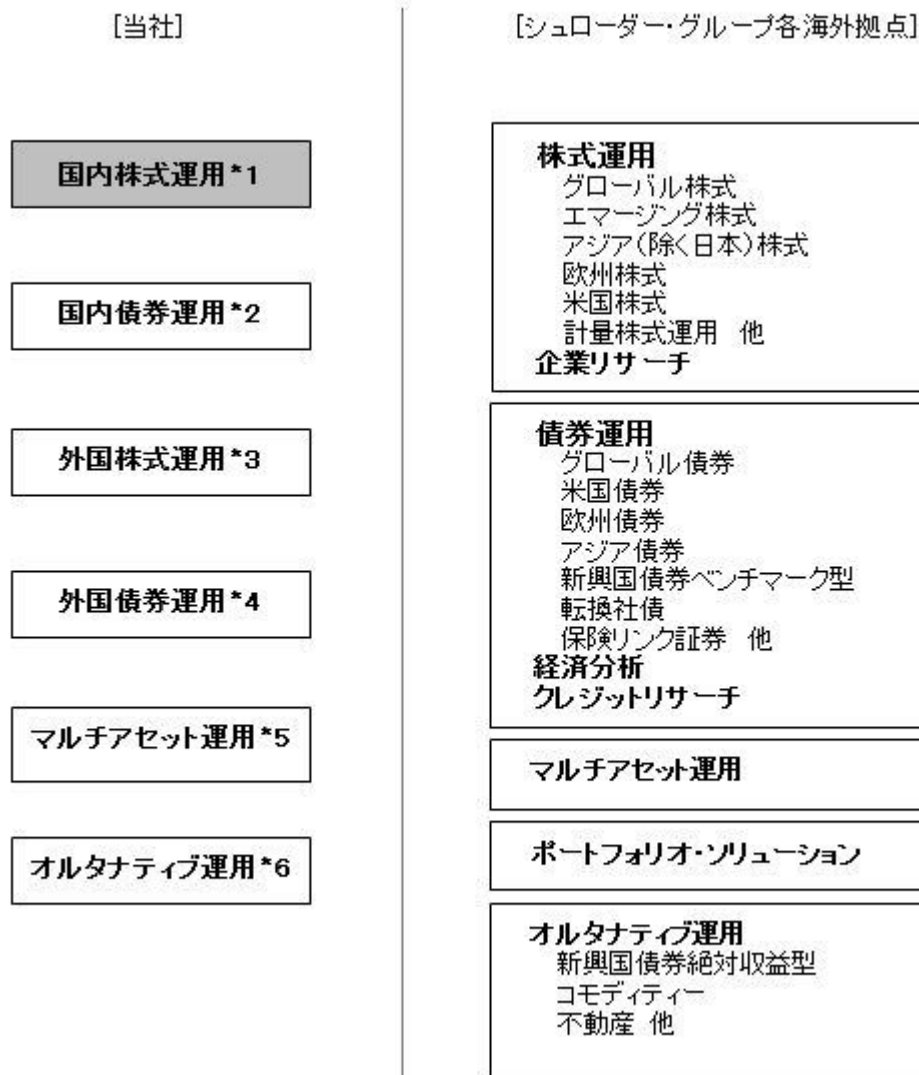 [当社]
国内株式運用*1
国内債券運用*2
外国株式運用*3
外国債券運用*4
マルチアセット運用*5
オルタナティブ運用*6
[シュローダー・グループ各海外拠点]
株式運用
グローバル株式
エマージング株式
アジア(除く日本)株式
欧州株式
米国株式
計量株式運用 他
企業リサーチ
債券運用
グローバル債券
米国債券
欧州債券
アジア債券
新興国債券ベンチマーク型
転換社債
保険リンク証券 他
経済分析
クレジットリサーチ
マルチアセット運用
ポートフォリオ・ソリューション
オルタナティブ運用
新興国債券絶対収益型
コモディティー
不動産 他